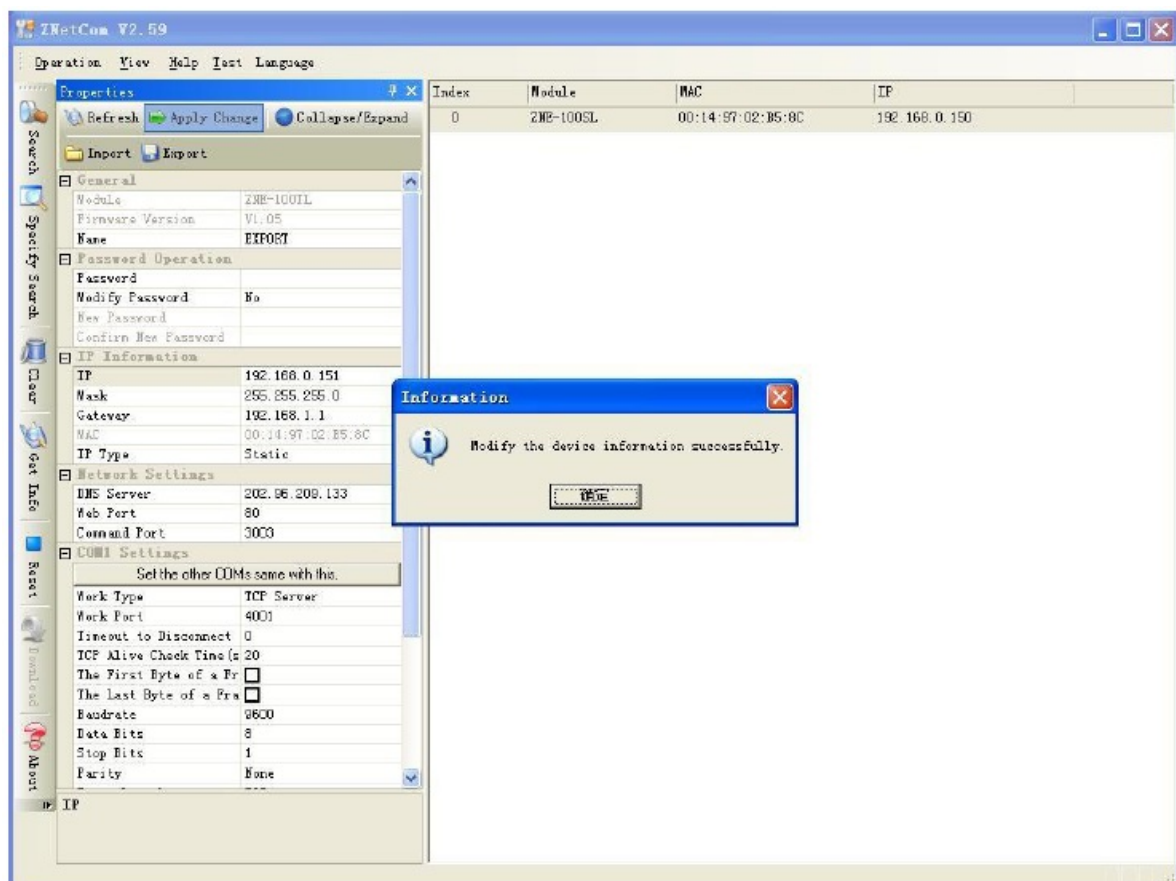 ZNetCom V2.59
Operation View Help Test Language
Properties
Refresh Apply Change Collapse/Expand
Import Export
General
Module ZNE-100TL
Firmware Version V1.05
Name EXPORT
Password Operation
Password
Modify Password No
New Password
Confirm New Password
IP Information
IP 192.168.0.151
Mask 255.255.255.0
Gateway 192.168.1.1
MAC 00:14:97:02:B5:8C
IP Type Static
Network Settings
DNS Server 202.96.209.133
Web Port 80
Command Port 3003
COM1 Settings
Set the other COMs same with this.
Work Type TCP Server
Work Port 4001
Timeout to Disconnect 0
TCP Alive Check Time(s 20
The First Byte of a Fr
The Last Byte of a Fra
Baudrate 9600
Data Bits 8
Stop Bits 1
Parity None
IP
Search
Specify Search
Clear
Get Info
Reset
Download
About
Index Module MAC IP
0 ZNE-100SL 00:14:97:02:B5:8C 192.168.0.150
Information
Modify the device information successfully.
确定